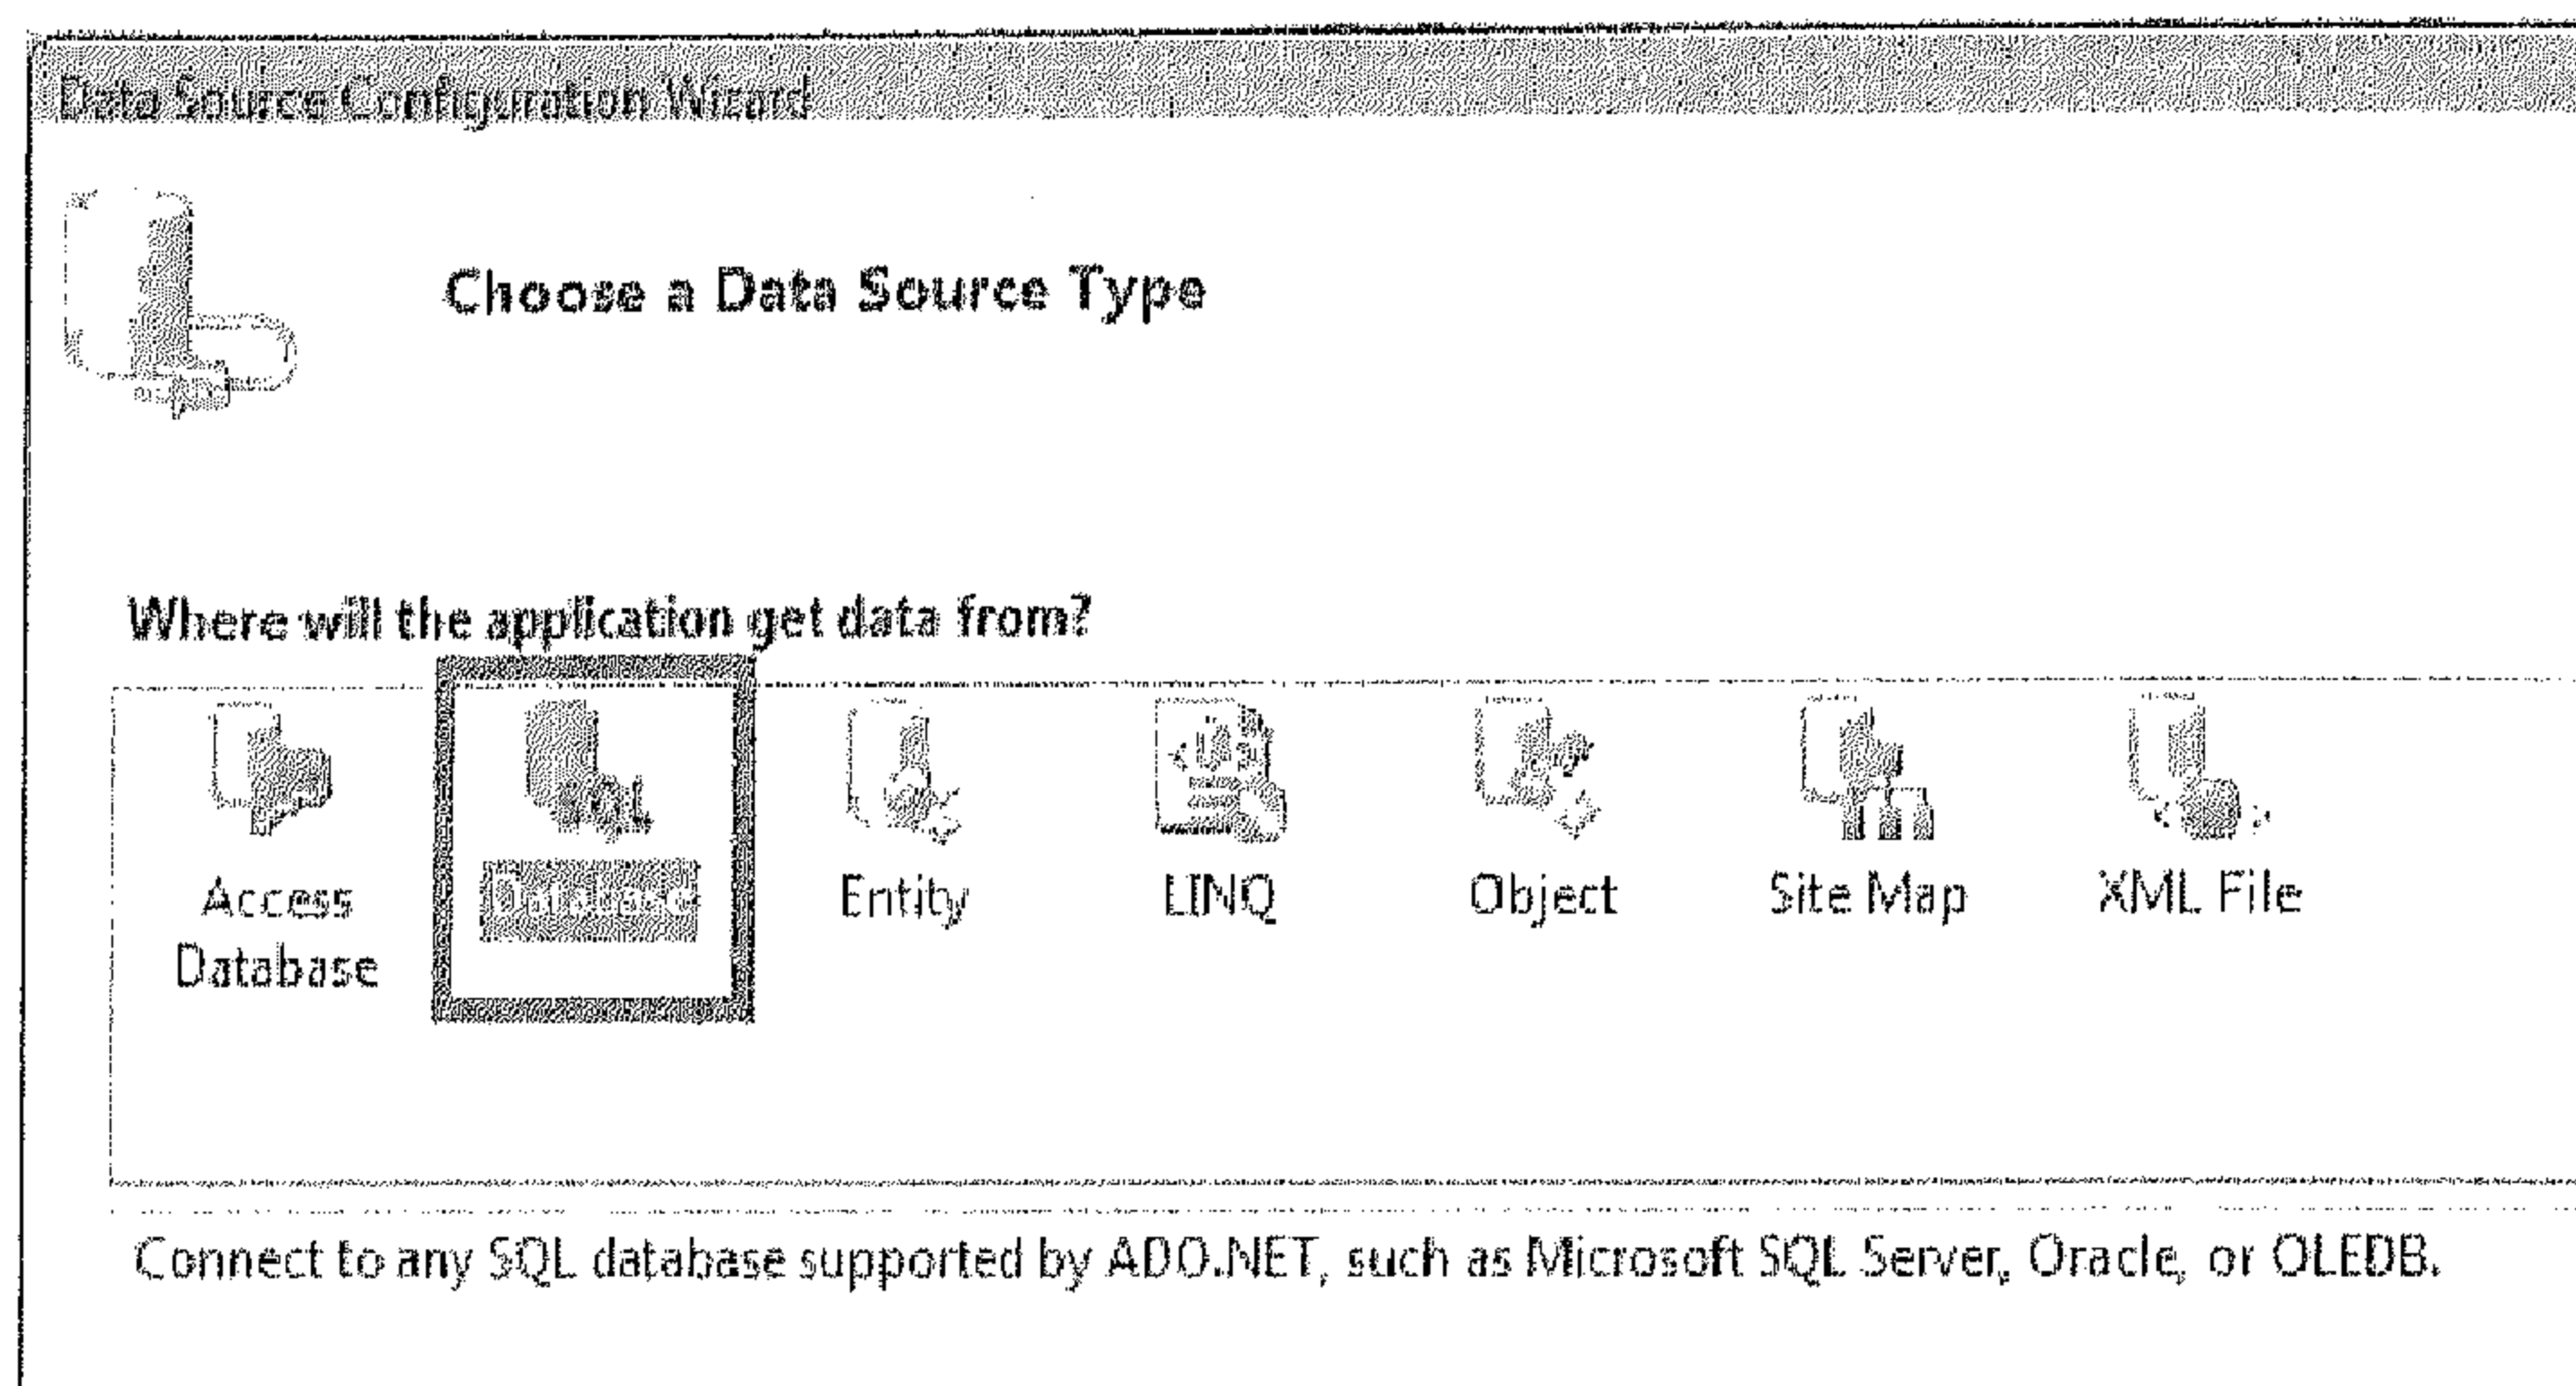 Data Source Configuration Wizard
Choose a Data Source Type
Where will the application get data from?
Access Database
Database
Entity
LINQ
Object
Site Map
XML File
Connect to any SQL database supported by ADO.NET, such as Microsoft SQL Server, Oracle, or OLEDB.